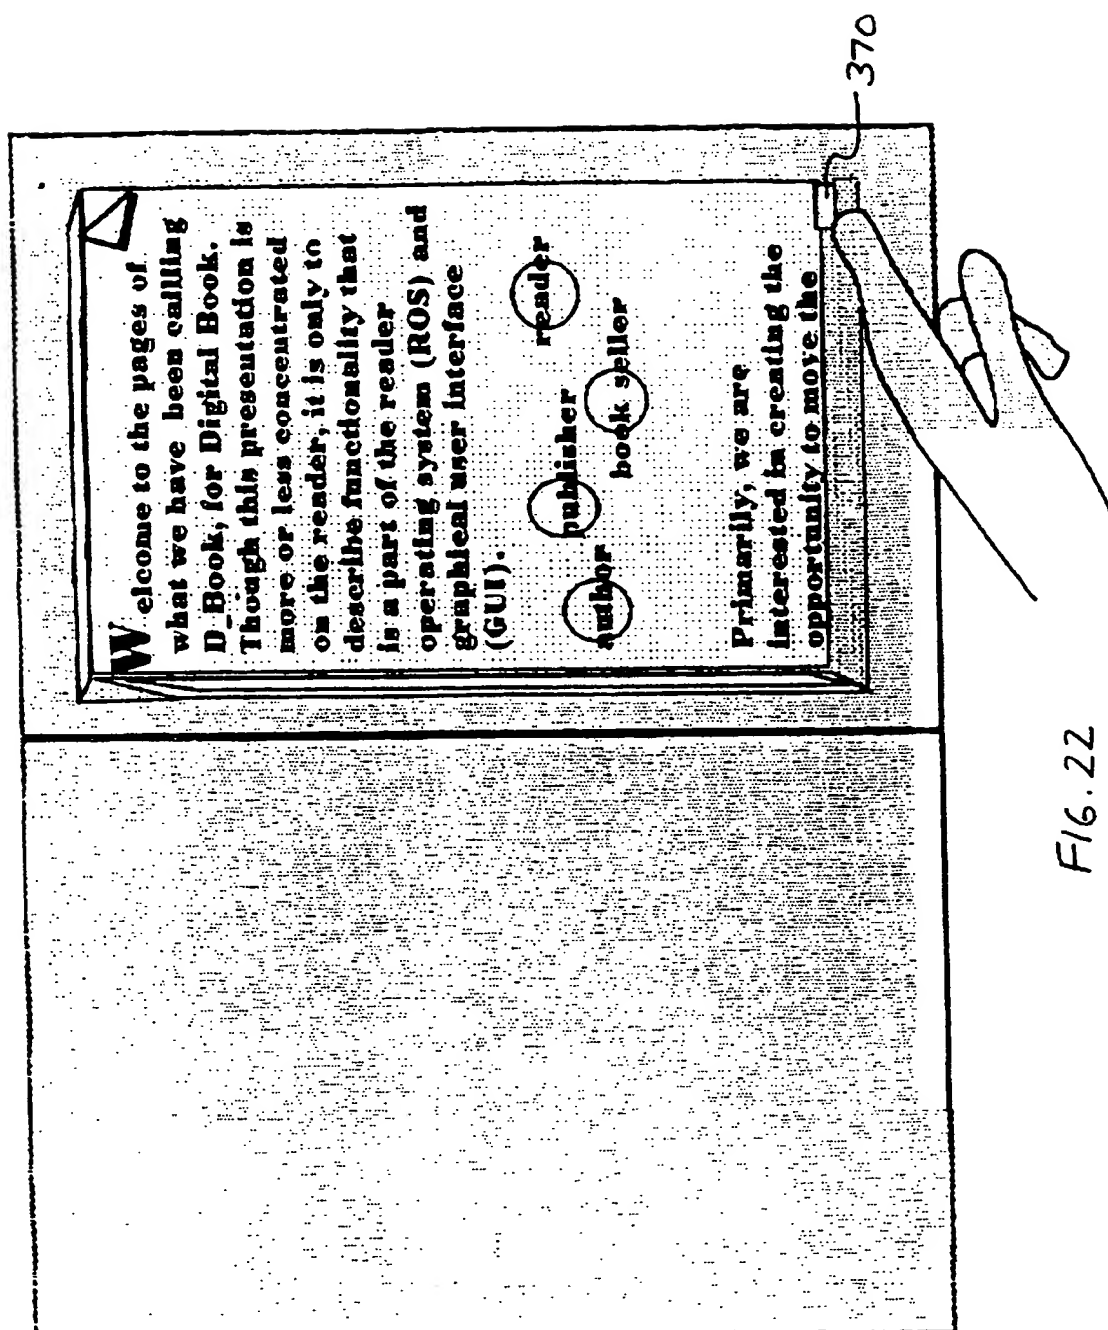 Welcome to the pages of
what we have been callling
D_Book, for Digital Book.
Though this presentation is
more or less concentrated
on the reader, it is only to
describe functionality that
is a part of the reader
operating system (ROS) and
graphical user interface
(GUI).
reader
publisher
book seller
author
Primarily, we are
interested in creating the
opportunity to move the
370
FIG. 22